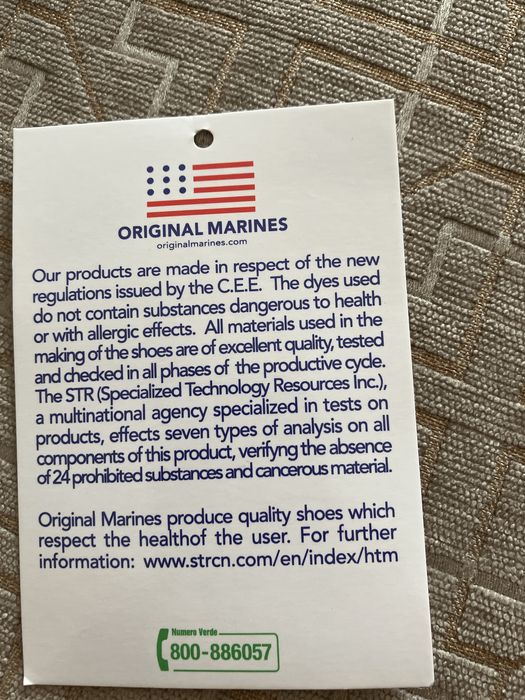 ORIGINAL MARINES
originalmarines.com
Our products are made in respect of the new
regulations issued by the C.E.E. The dyes used
do not contain substances dangerous to health
or with allergic effects. All materials used in the
making of the shoes are of excellent quality, tested
and checked in all phases of the productive cycle.
The STR (Specialized Technology Resources Inc.),
a multinational agency specialized in tests on
products, effects seven types of analysis on all
components of this product, verifyng the absence
of 24 prohibited substances and cancerous material.
Original Marines produce quality shoes which
respect the healthof the user. For further
information: www.strcn.com/en/index/htm
Numero Verde
800-886057